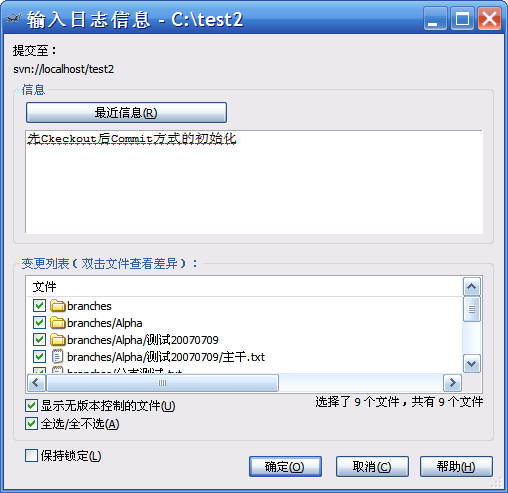 输入日志信息 - C:\test2
提交至：
svn://localhost/test2
信息
最近信息(R)
先Ckeckout后Commit方式的初始化
变更列表（双击文件查看差异）：
文件
branches
branches/Alpha
branches/Alpha/测试20070709
branches/Alpha/测试20070709/主干.txt
branches/分支测试.txt
显示无版本控制的文件(U)
选择了 9 个文件，共有 9 个文件
全选/全不选(A)
保持锁定(L)
确定(O)
取消(C)
帮助(H)